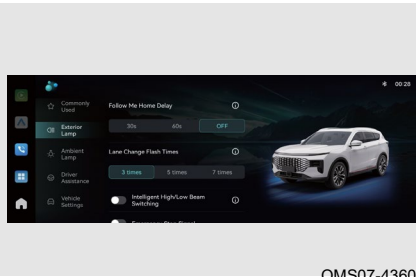 00:28
Commonly
Used
Follow Me Home Delay
30s 60s OFF
Exterior
Lamp
Ambient
Lamp
Lane Change Flash Times
3 times 5 times 7 times
Driver
Assistance
Vehicle
Settings
Intelligent High/Low Beam
Switching
OMS07-4360